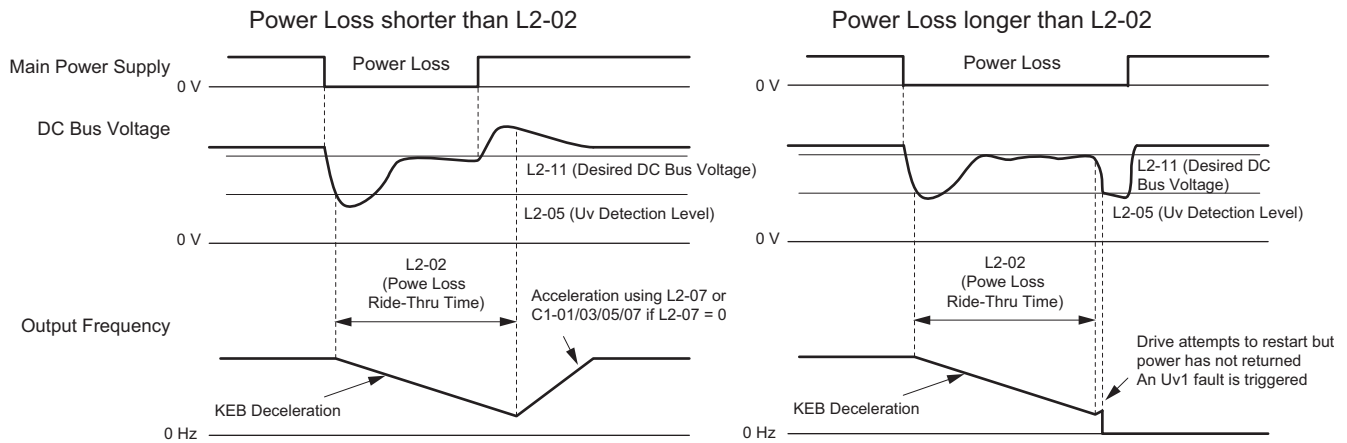 Power Loss shorter than L2-02
Main Power Supply
Power Loss
0 V
DC Bus Voltage
L2-11 (Desired DC Bus Voltage)
L2-05 (Uv Detection Level)
0 V
L2-02
(Powe Loss
Ride-Thru Time)
Acceleration using L2-07 or
C1-01/03/05/07 if L2-07 = 0
Output Frequency
KEB Deceleration
0 Hz
Power Loss longer than L2-02
Power Loss
0 V
L2-11 (Desired DC
Bus Voltage)
L2-05 (Uv Detection Level)
0 V
L2-02
(Powe Loss
Ride-Thru Time)
Drive attempts to restart but
power has not returned
An Uv1 fault is triggered
KEB Deceleration
0 Hz